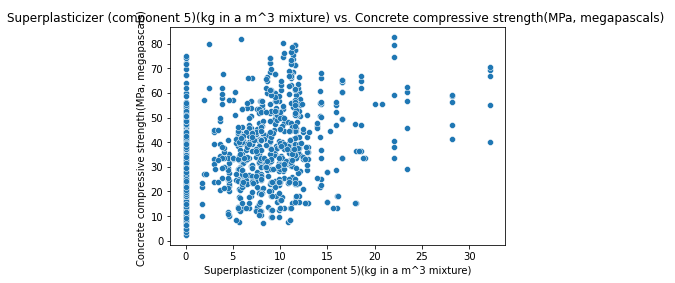 Superplasticizer (component 5)(kg in a m^3 mixture) vs. Concrete compressive strength(MPa, megapascals)
Concrete compressive strength(MPa, megapascals)
80
70
60
50
40
30
20
10
0
0 5 10 15 20 25 30
Superplasticizer (component 5)(kg in a m^3 mixture)